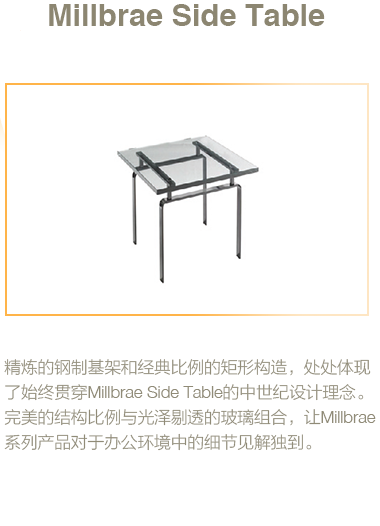 Millbrae Side Table
精炼的钢制基架和经典比例的矩形构造，处处体现
了始终贯穿Millbrae Side Table的中世纪设计理念。
完美的结构比例与光泽剔透的玻璃组合，让Millbrae
系列产品对于办公环境中的细节见解独到。